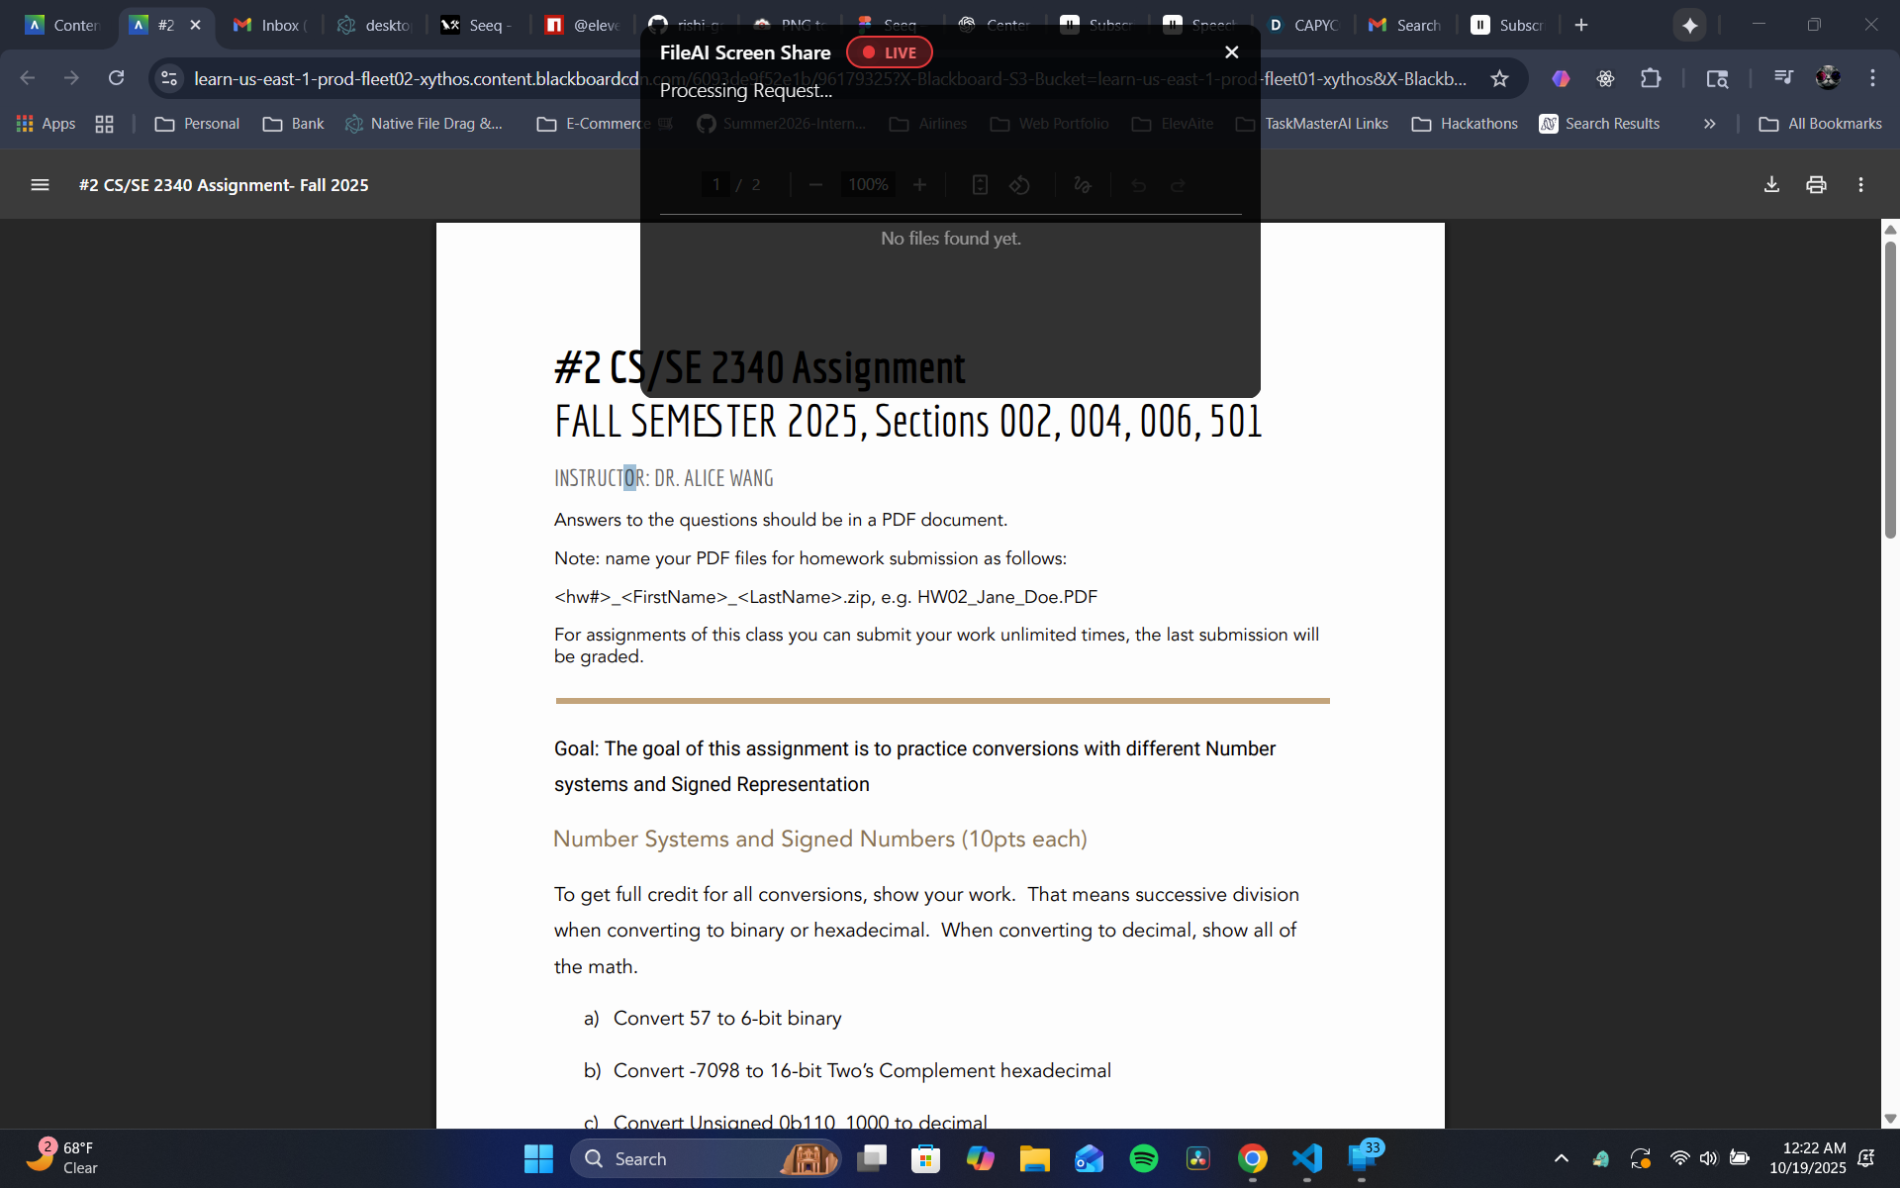 Conten
#2
Inbox (
deskto
Seeq -
@eleve
rishi-g
PNG t
Seeq
Center
Subscr
Speech
CAPYC
Search
Subscr
learn-us-east-1-prod-fleet02-xythos.content.blackboardcdn.com/6093de9f52e1b/96179325?X-Blackboard-S3-Bucket=learn-us-east-1-prod-fleet01-xythos&X-Blackb...
FileAI Screen Share
LIVE
Processing Request...
Apps
Personal
Bank
Native File Drag &...
E-Commerce
Summer2026-Intern...
Airlines
Web Portfolio
ElevAite
TaskMasterAI Links
Hackathons
Search Results
All Bookmarks
#2 CS/SE 2340 Assignment- Fall 2025
1 / 2
100%
No files found yet.
#2 CS/SE 2340 Assignment
FALL SEMESTER 2025, Sections 002, 004, 006, 501
INSTRUCTOR: DR. ALICE WANG
Answers to the questions should be in a PDF document.
Note: name your PDF files for homework submission as follows:
<hw#>_<FirstName>_<LastName>.zip, e.g. HW02_Jane_Doe.PDF
For assignments of this class you can submit your work unlimited times, the last submission will
be graded.
Goal: The goal of this assignment is to practice conversions with different Number
systems and Signed Representation
Number Systems and Signed Numbers (10pts each)
To get full credit for all conversions, show your work. That means successive division
when converting to binary or hexadecimal. When converting to decimal, show all of
the math.
a) Convert 57 to 6-bit binary
b) Convert -7098 to 16-bit Two’s Complement hexadecimal
c) Convert Unsigned 0b110_1000 to decimal
2
68°F
Clear
Search
33
12:22 AM
10/19/2025